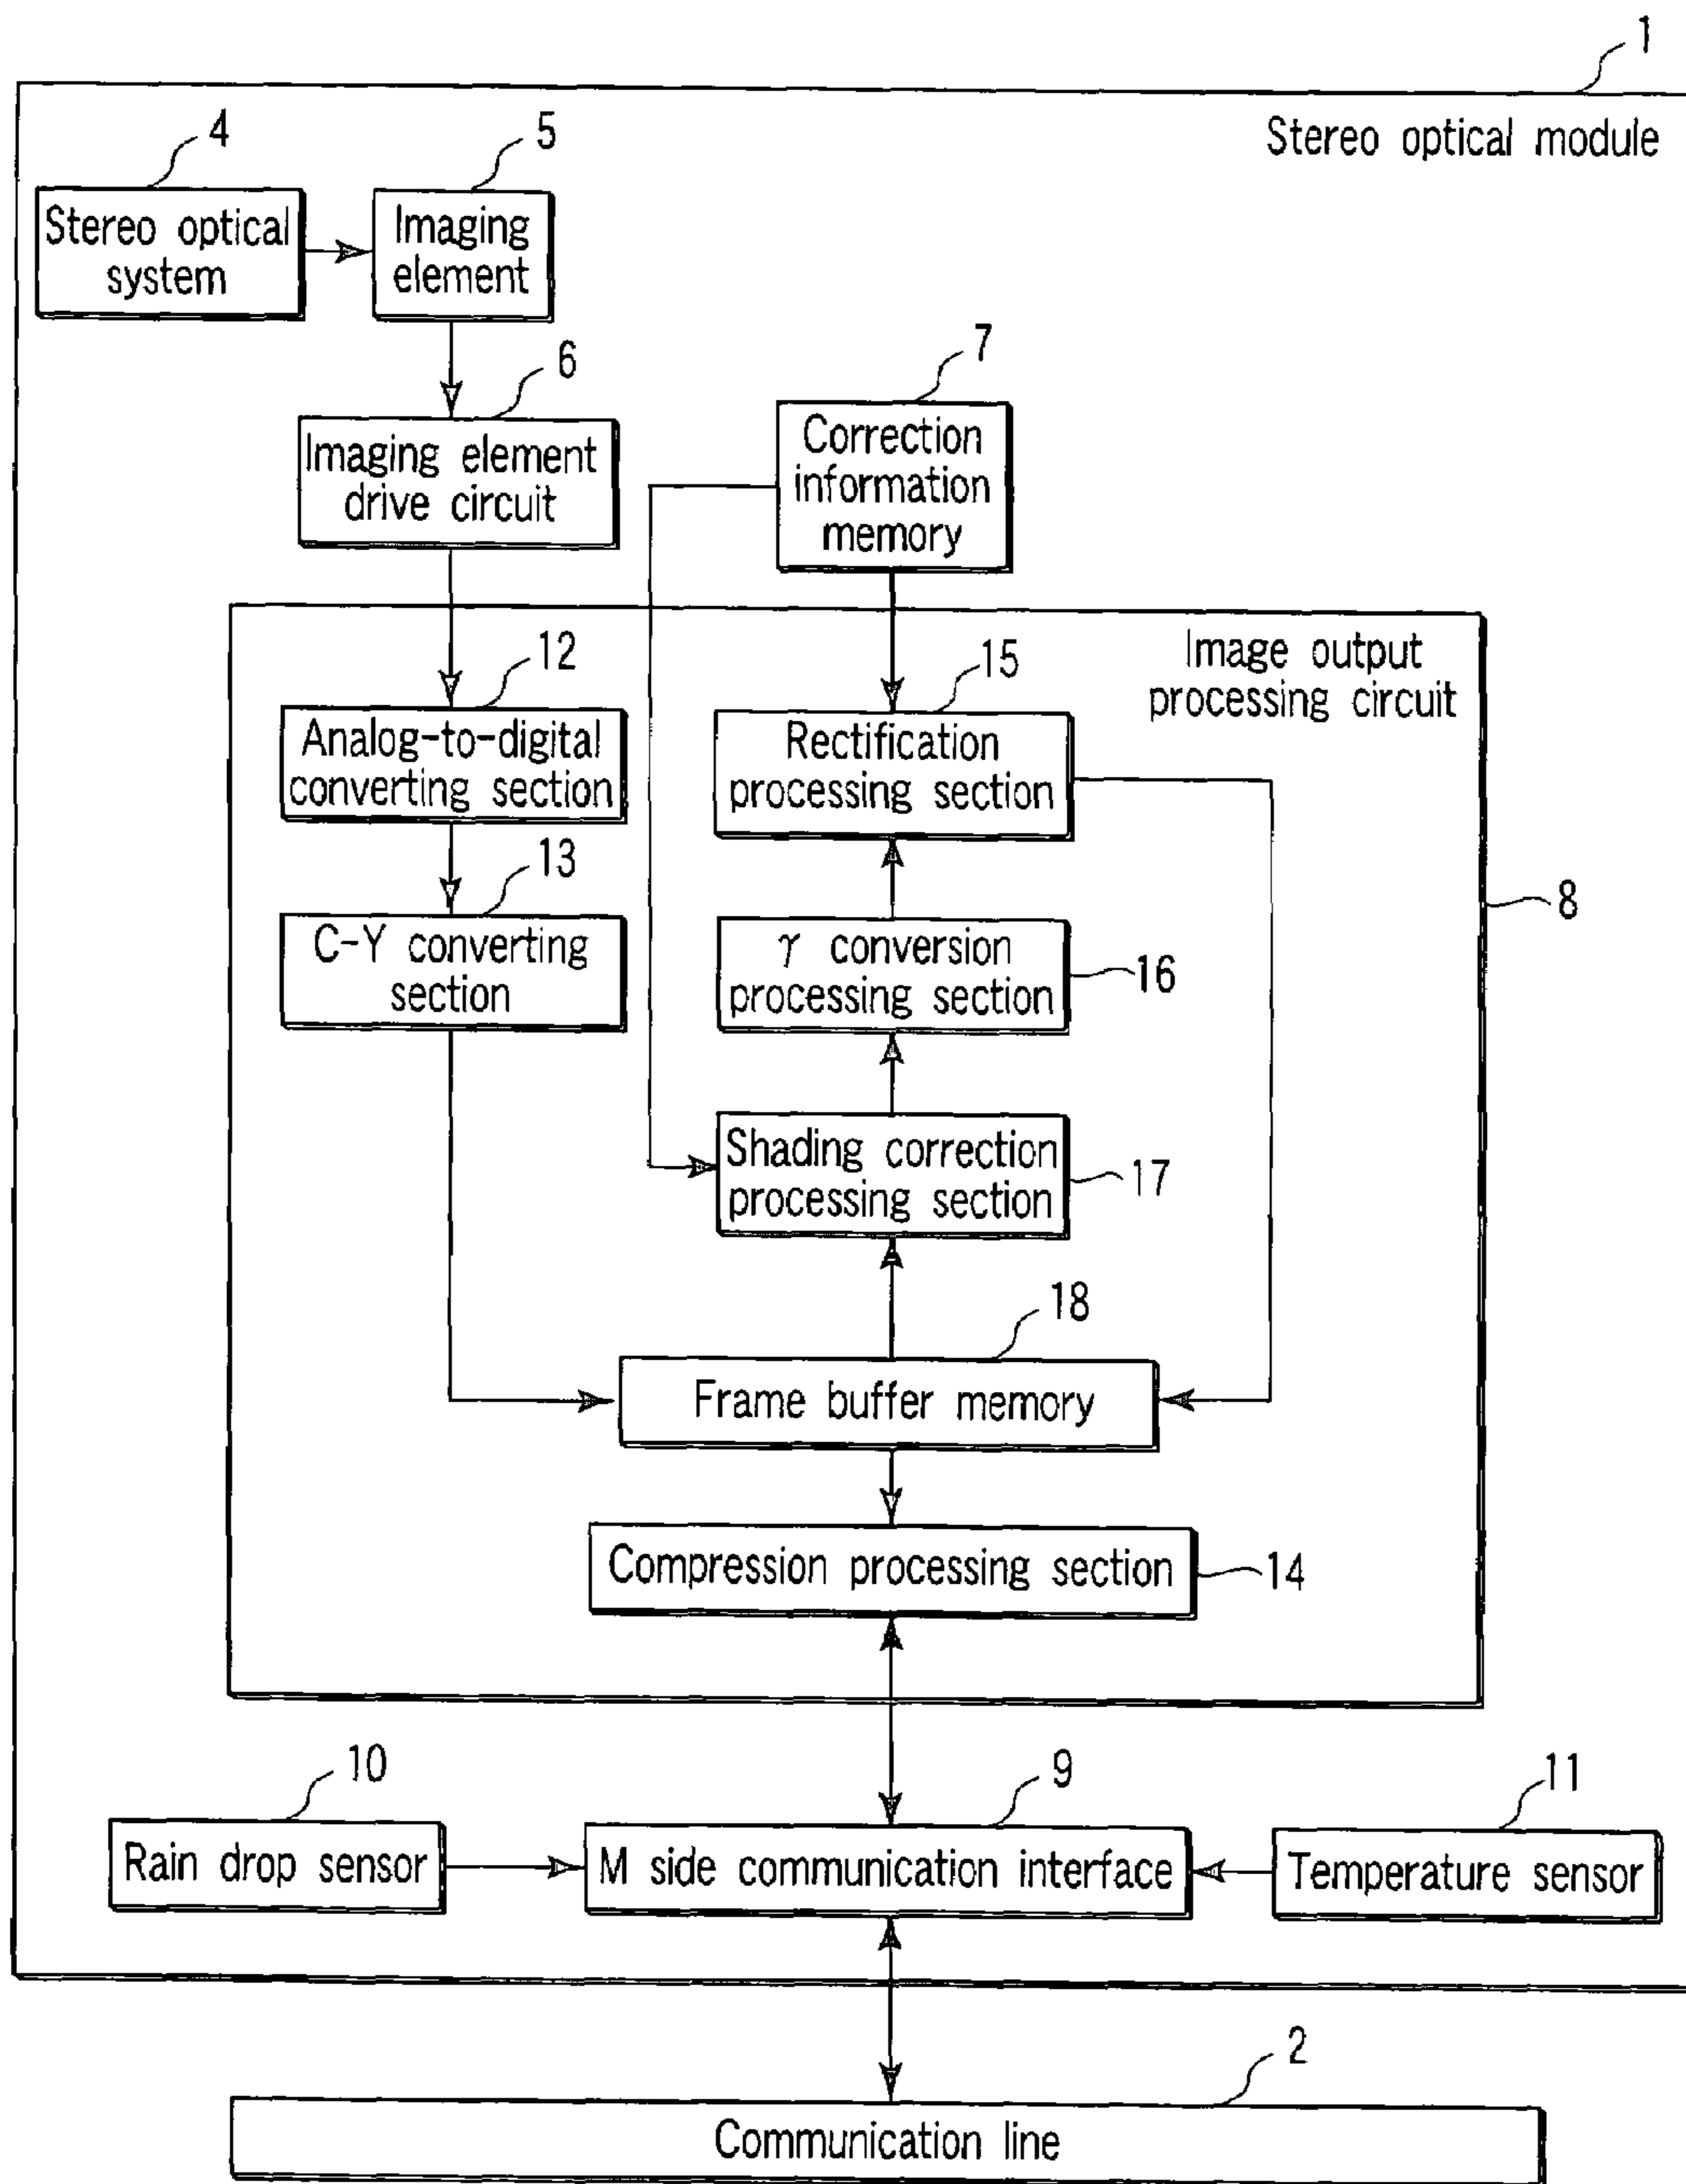 1
Stereo optical module
4
5
Stereo optical
system
Imaging
element
6
7
Imaging element
drive circuit
Correction
information
memory
12
15
Image output
processing circuit
Analog-to-digital
converting section
Rectification
processing section
13
8
C-Y converting
section
γ conversion
processing section
16
Shading correction
processing section
17
18
Frame buffer memory
Compression processing section
14
10
9
11
Rain drop sensor
M side communication interface
Temperature sensor
2
Communication line